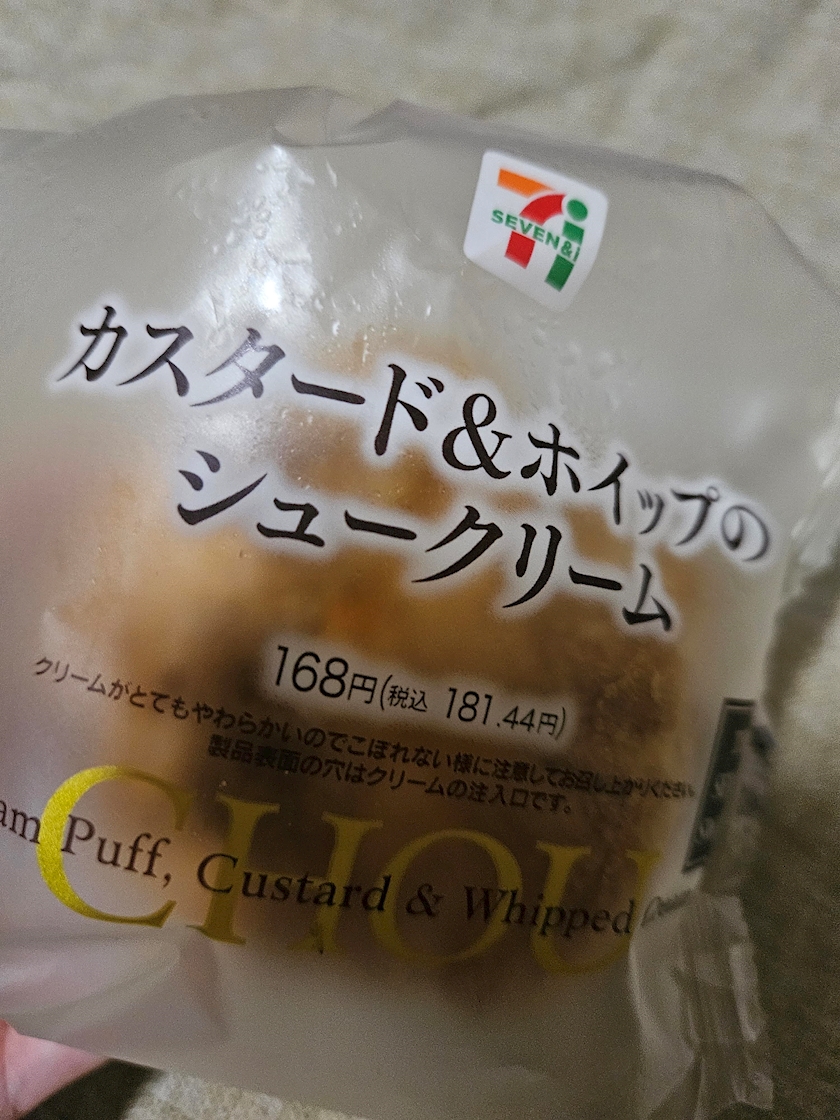 SEVEN&i
カスタード&ホイップの
シュークリーム
168円(税込 181.44円)
クリームがとてもやわらかいのでこぼれない様に注意してお召し上がりください。
製品表面の穴はクリームの注入口です。
CHOU
Puff, Custard & Whipped